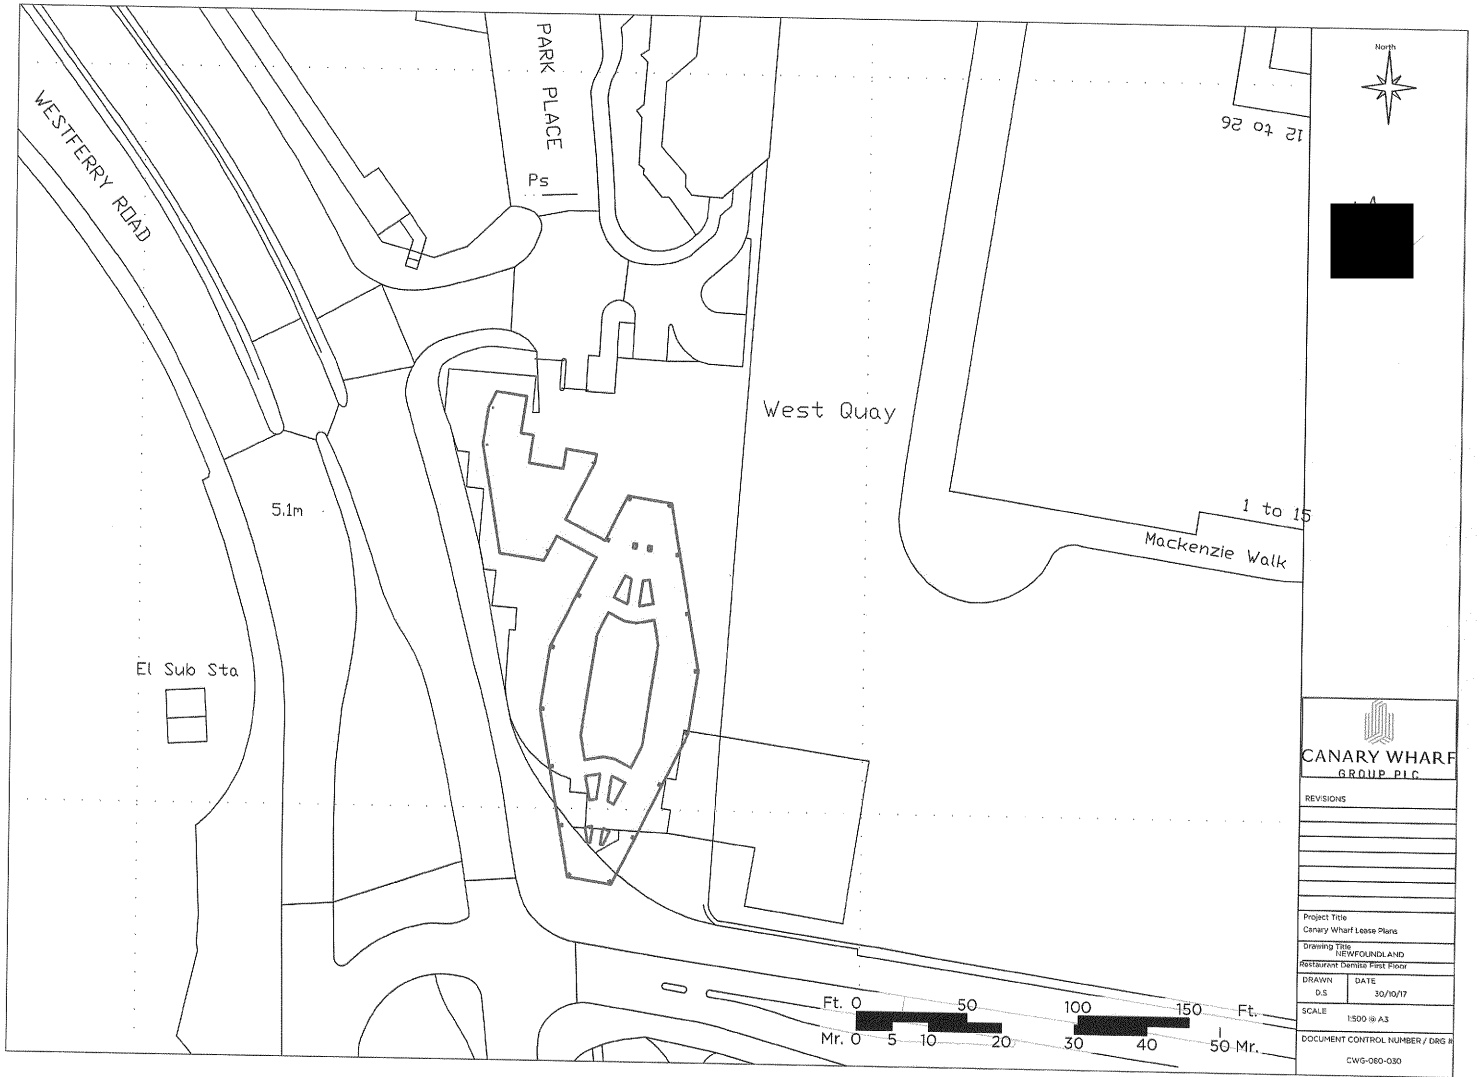 PARK PLACE
Ps
WESTFERRY ROAD
North
12 to 26
West Quay
1 to 15
Mackenzie Walk
5.1m
El Sub Sta
CANARY WHARF
GROUP PLC
REVISIONS
Project Title
Canary Wharf Lease Plans
Drawing Title
NEWFOUNDLAND
Restaurant Demise First Floor
DRAWN DATE
D.S 30/10/17
SCALE
1:500 @ A3
DOCUMENT CONTROL NUMBER / DRG #
CWG-080-030
Ft. 0 50 100 150 Ft.
Mr. 0 5 10 20 30 40 50 Mr.